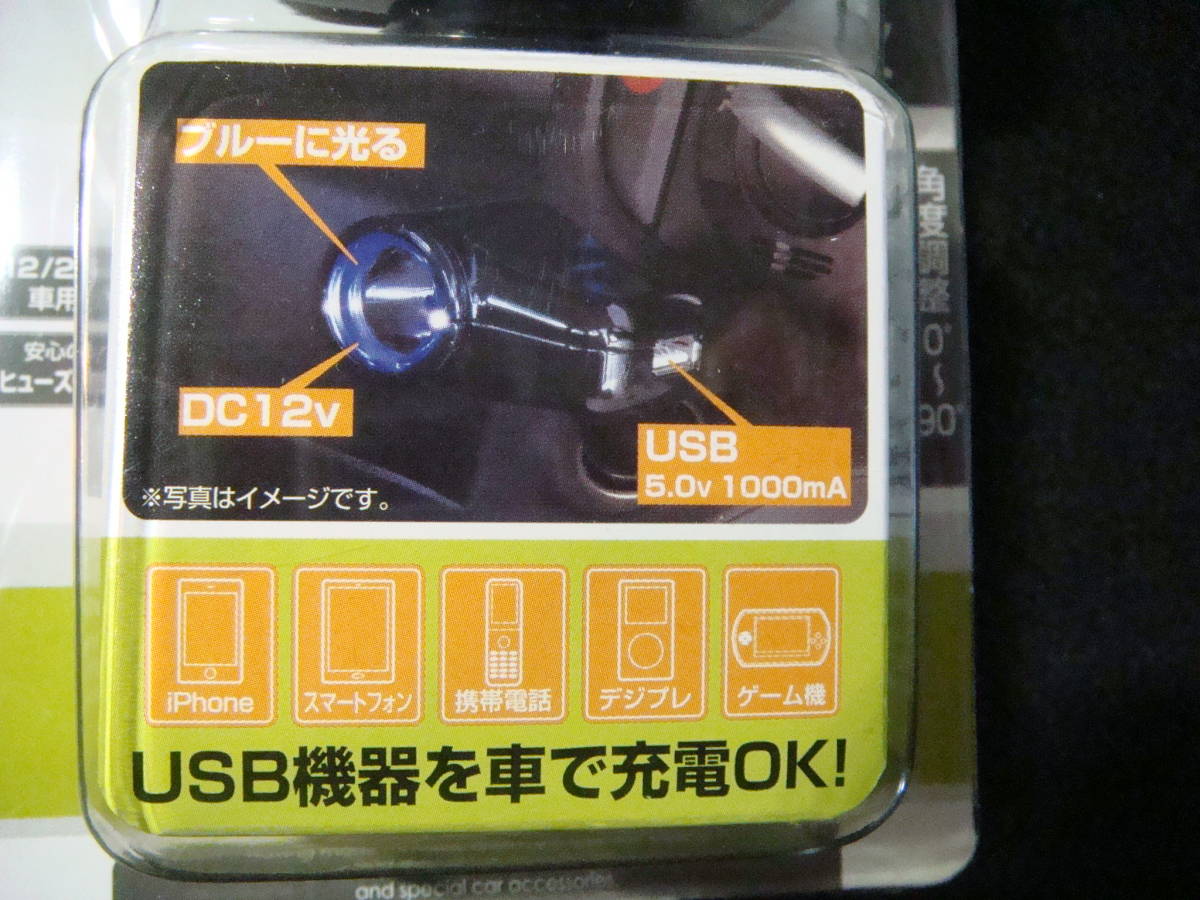 ブルーに光る
DC12v
USB
5.0v 1000mA
※写真はイメージです。
12/2
車用
安心の
ヒューズ
角度調整0°〜90°
iPhone
スマートフォン
携帯電話
デジプレ
ゲーム機
USB機器を車で充電OK!
and special car accessories